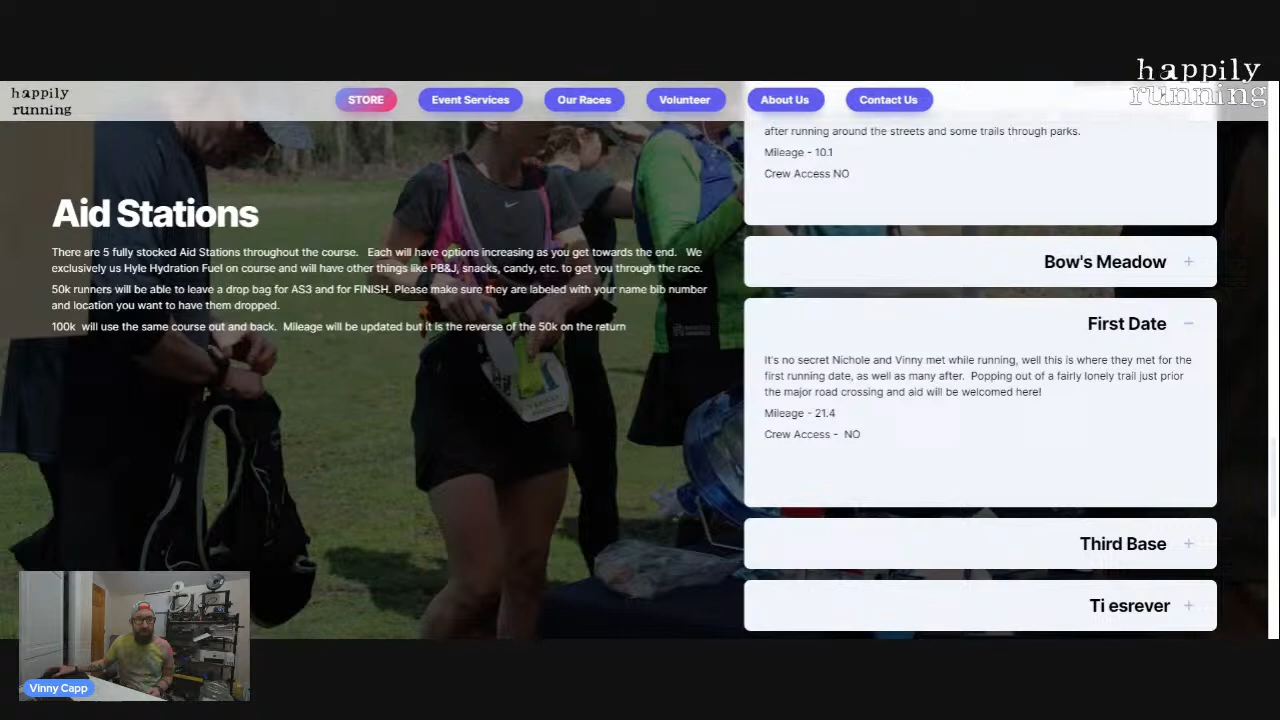 happily
running
happily
running
STORE
Event Services
Our Races
Volunteer
About Us
Contact Us
Aid Stations
There are 5 fully stocked Aid Stations throughout the course. Each will have options increasing as you get towards the end. We
exclusively us Hyle Hydration Fuel on course and will have other things like PB&J, snacks, candy, etc. to get you through the race.
50k runners will be able to leave a drop bag for AS3 and for FINISH. Please make sure they are labeled with your name bib number
and location you want to have them dropped.
100k will use the same course out and back. Mileage will be updated but it is the reverse of the 50k on the return
after running around the streets and some trails through parks.
Mileage - 10.1
Crew Access NO
Bow's Meadow +
First Date −
It's no secret Nichole and Vinny met while running, well this is where they met for the
first running date, as well as many after. Popping out of a fairly lonely trail just prior
the major road crossing and aid will be welcomed here!
Mileage - 21.4
Crew Access - NO
Third Base +
Ti esrever +
Vinny Capp